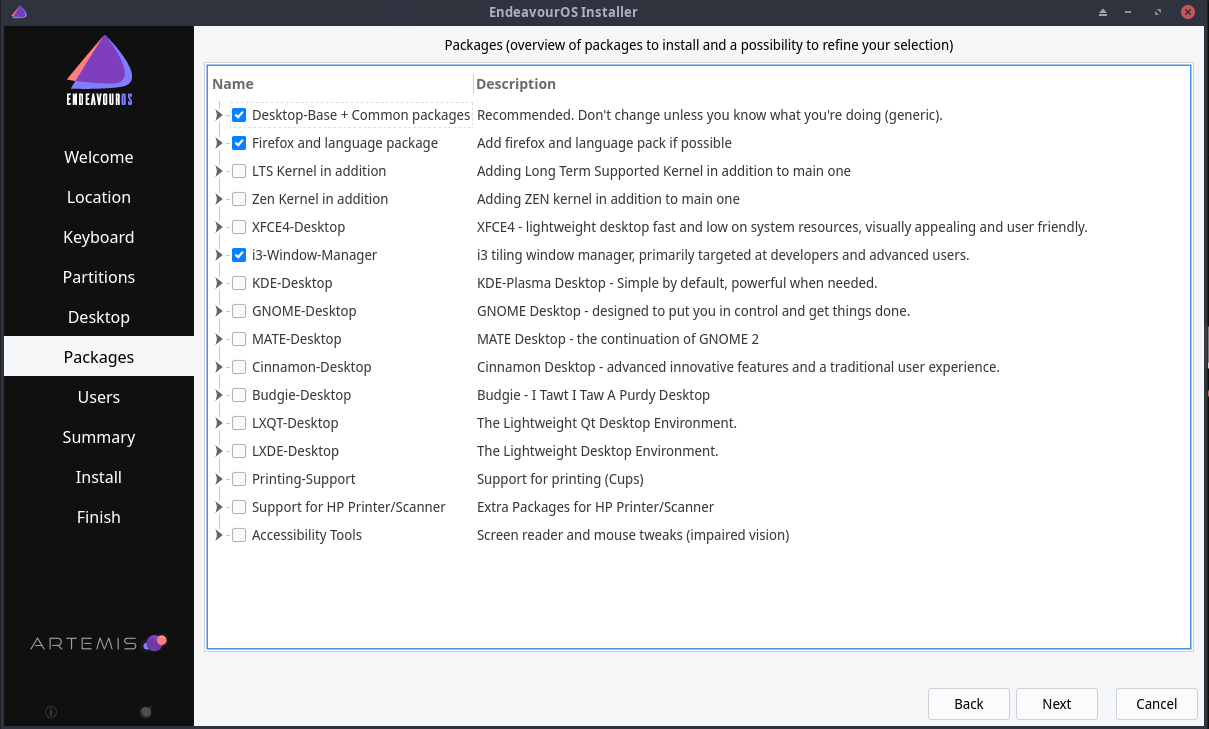 EndeavourOS Installer
ENDEAVOUROS
Welcome
Location
Keyboard
Partitions
Desktop
Packages
Users
Summary
Install
Finish
ARTEMIS
Packages (overview of packages to install and a possibility to refine your selection)
Name Description
Desktop-Base + Common packages Recommended. Don't change unless you know what you're doing (generic).
Firefox and language package Add firefox and language pack if possible
LTS Kernel in addition Adding Long Term Supported Kernel in addition to main one
Zen Kernel in addition Adding ZEN kernel in addition to main one
XFCE4-Desktop XFCE4 - lightweight desktop fast and low on system resources, visually appealing and user friendly.
i3-Window-Manager i3 tiling window manager, primarily targeted at developers and advanced users.
KDE-Desktop KDE-Plasma Desktop - Simple by default, powerful when needed.
GNOME-Desktop GNOME Desktop - designed to put you in control and get things done.
MATE-Desktop MATE Desktop - the continuation of GNOME 2
Cinnamon-Desktop Cinnamon Desktop - advanced innovative features and a traditional user experience.
Budgie-Desktop Budgie - I Tawt I Taw A Purdy Desktop
LXQT-Desktop The Lightweight Qt Desktop Environment.
LXDE-Desktop The Lightweight Desktop Environment.
Printing-Support Support for printing (Cups)
Support for HP Printer/Scanner Extra Packages for HP Printer/Scanner
Accessibility Tools Screen reader and mouse tweaks (impaired vision)
Back Next Cancel